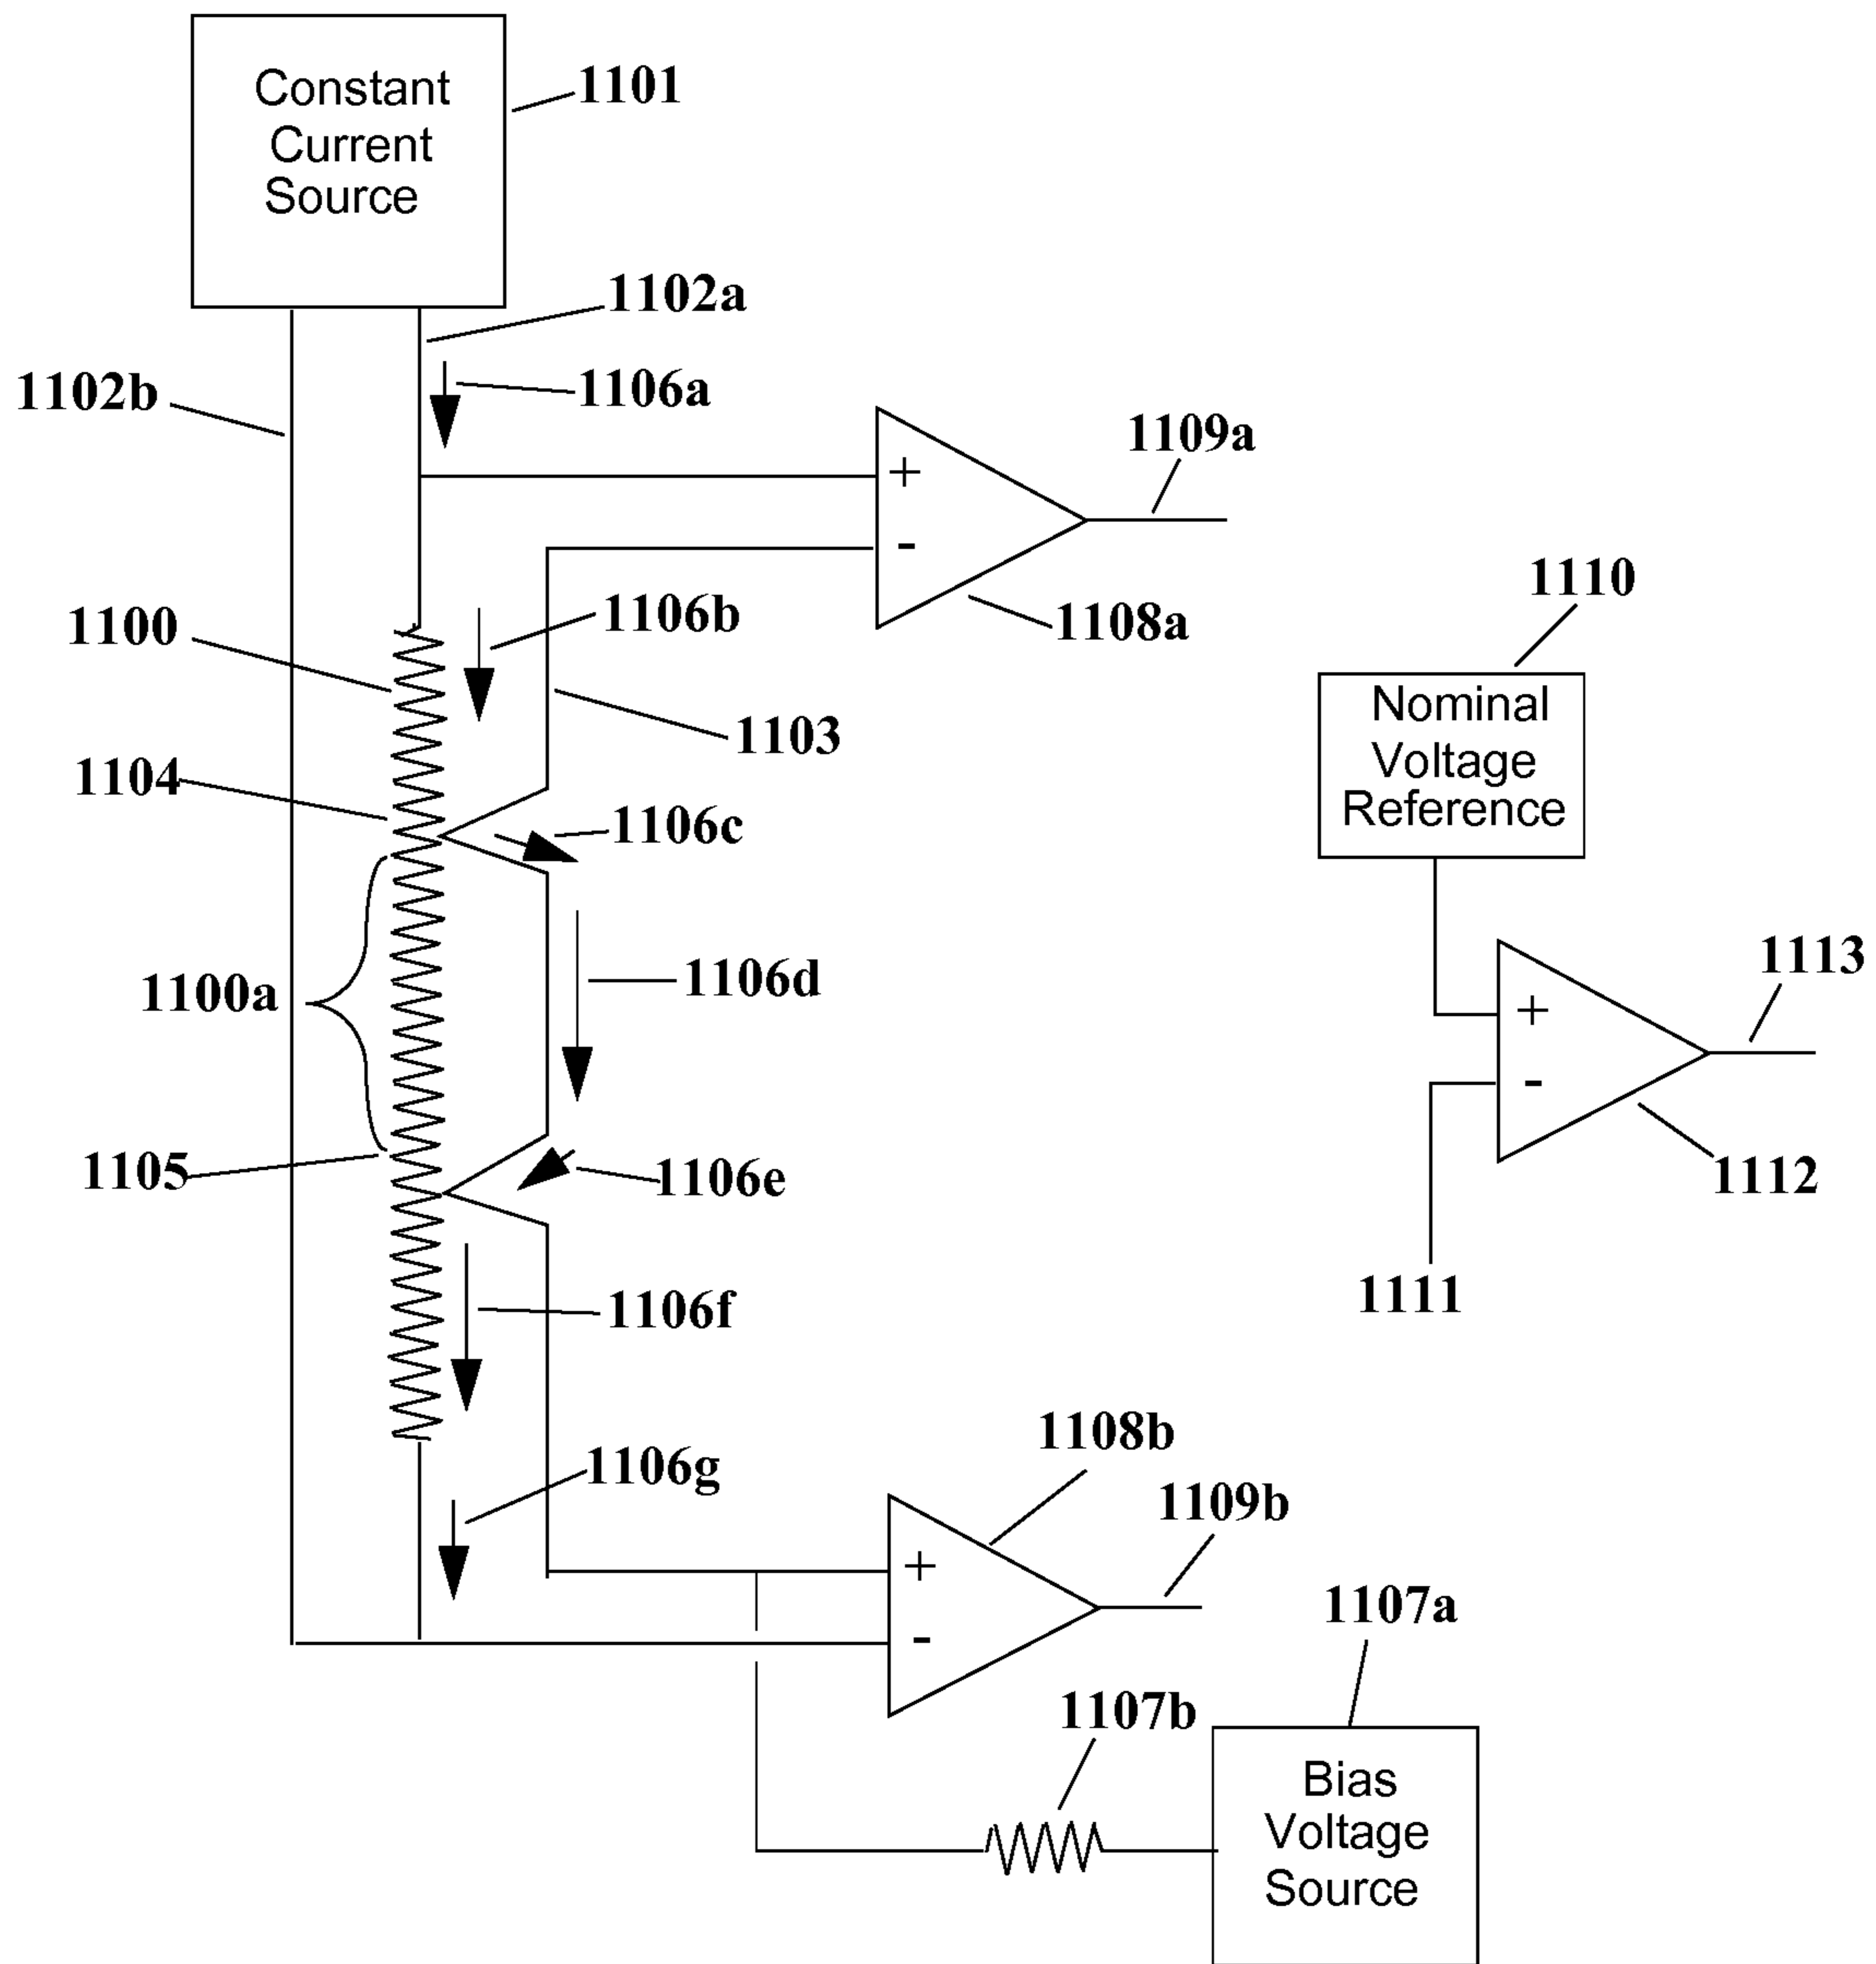 Constant
Current
Source
1101
1102a
1102b
1106a
1109a
+
-
1110
1100
1106b
1108a
Nominal
Voltage
Reference
1103
1104
1106c
1100a
1106d
1113
+
-
1105
1106e
1112
1111
1106f
1108b
1106g
1109b
+
-
1107a
1107b
Bias
Voltage
Source